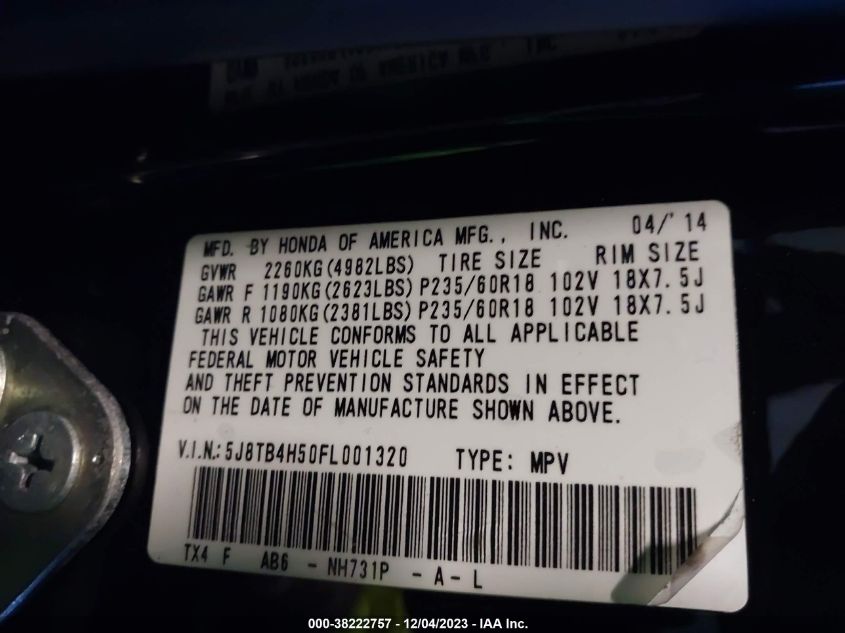 MFD. BY HONDA OF AMERICA MFG., INC. 04/'14
GVWR 2260KG(4982LBS) TIRE SIZE RIM SIZE
GAWR F 1190KG(2623LBS) P235/60R18 102V 18X7.5J
GAWR R 1080KG(2381LBS) P235/60R18 102V 18X7.5J
THIS VEHICLE CONFORMS TO ALL APPLICABLE
FEDERAL MOTOR VEHICLE SAFETY
AND THEFT PREVENTION STANDARDS IN EFFECT
ON THE DATE OF MANUFACTURE SHOWN ABOVE.
V.I.N.: 5J8TB4H50FL001320 TYPE: MPV
TX4 F AB6 - NH731P - A - L
000-38222757 - 12/04/2023 - IAA Inc.